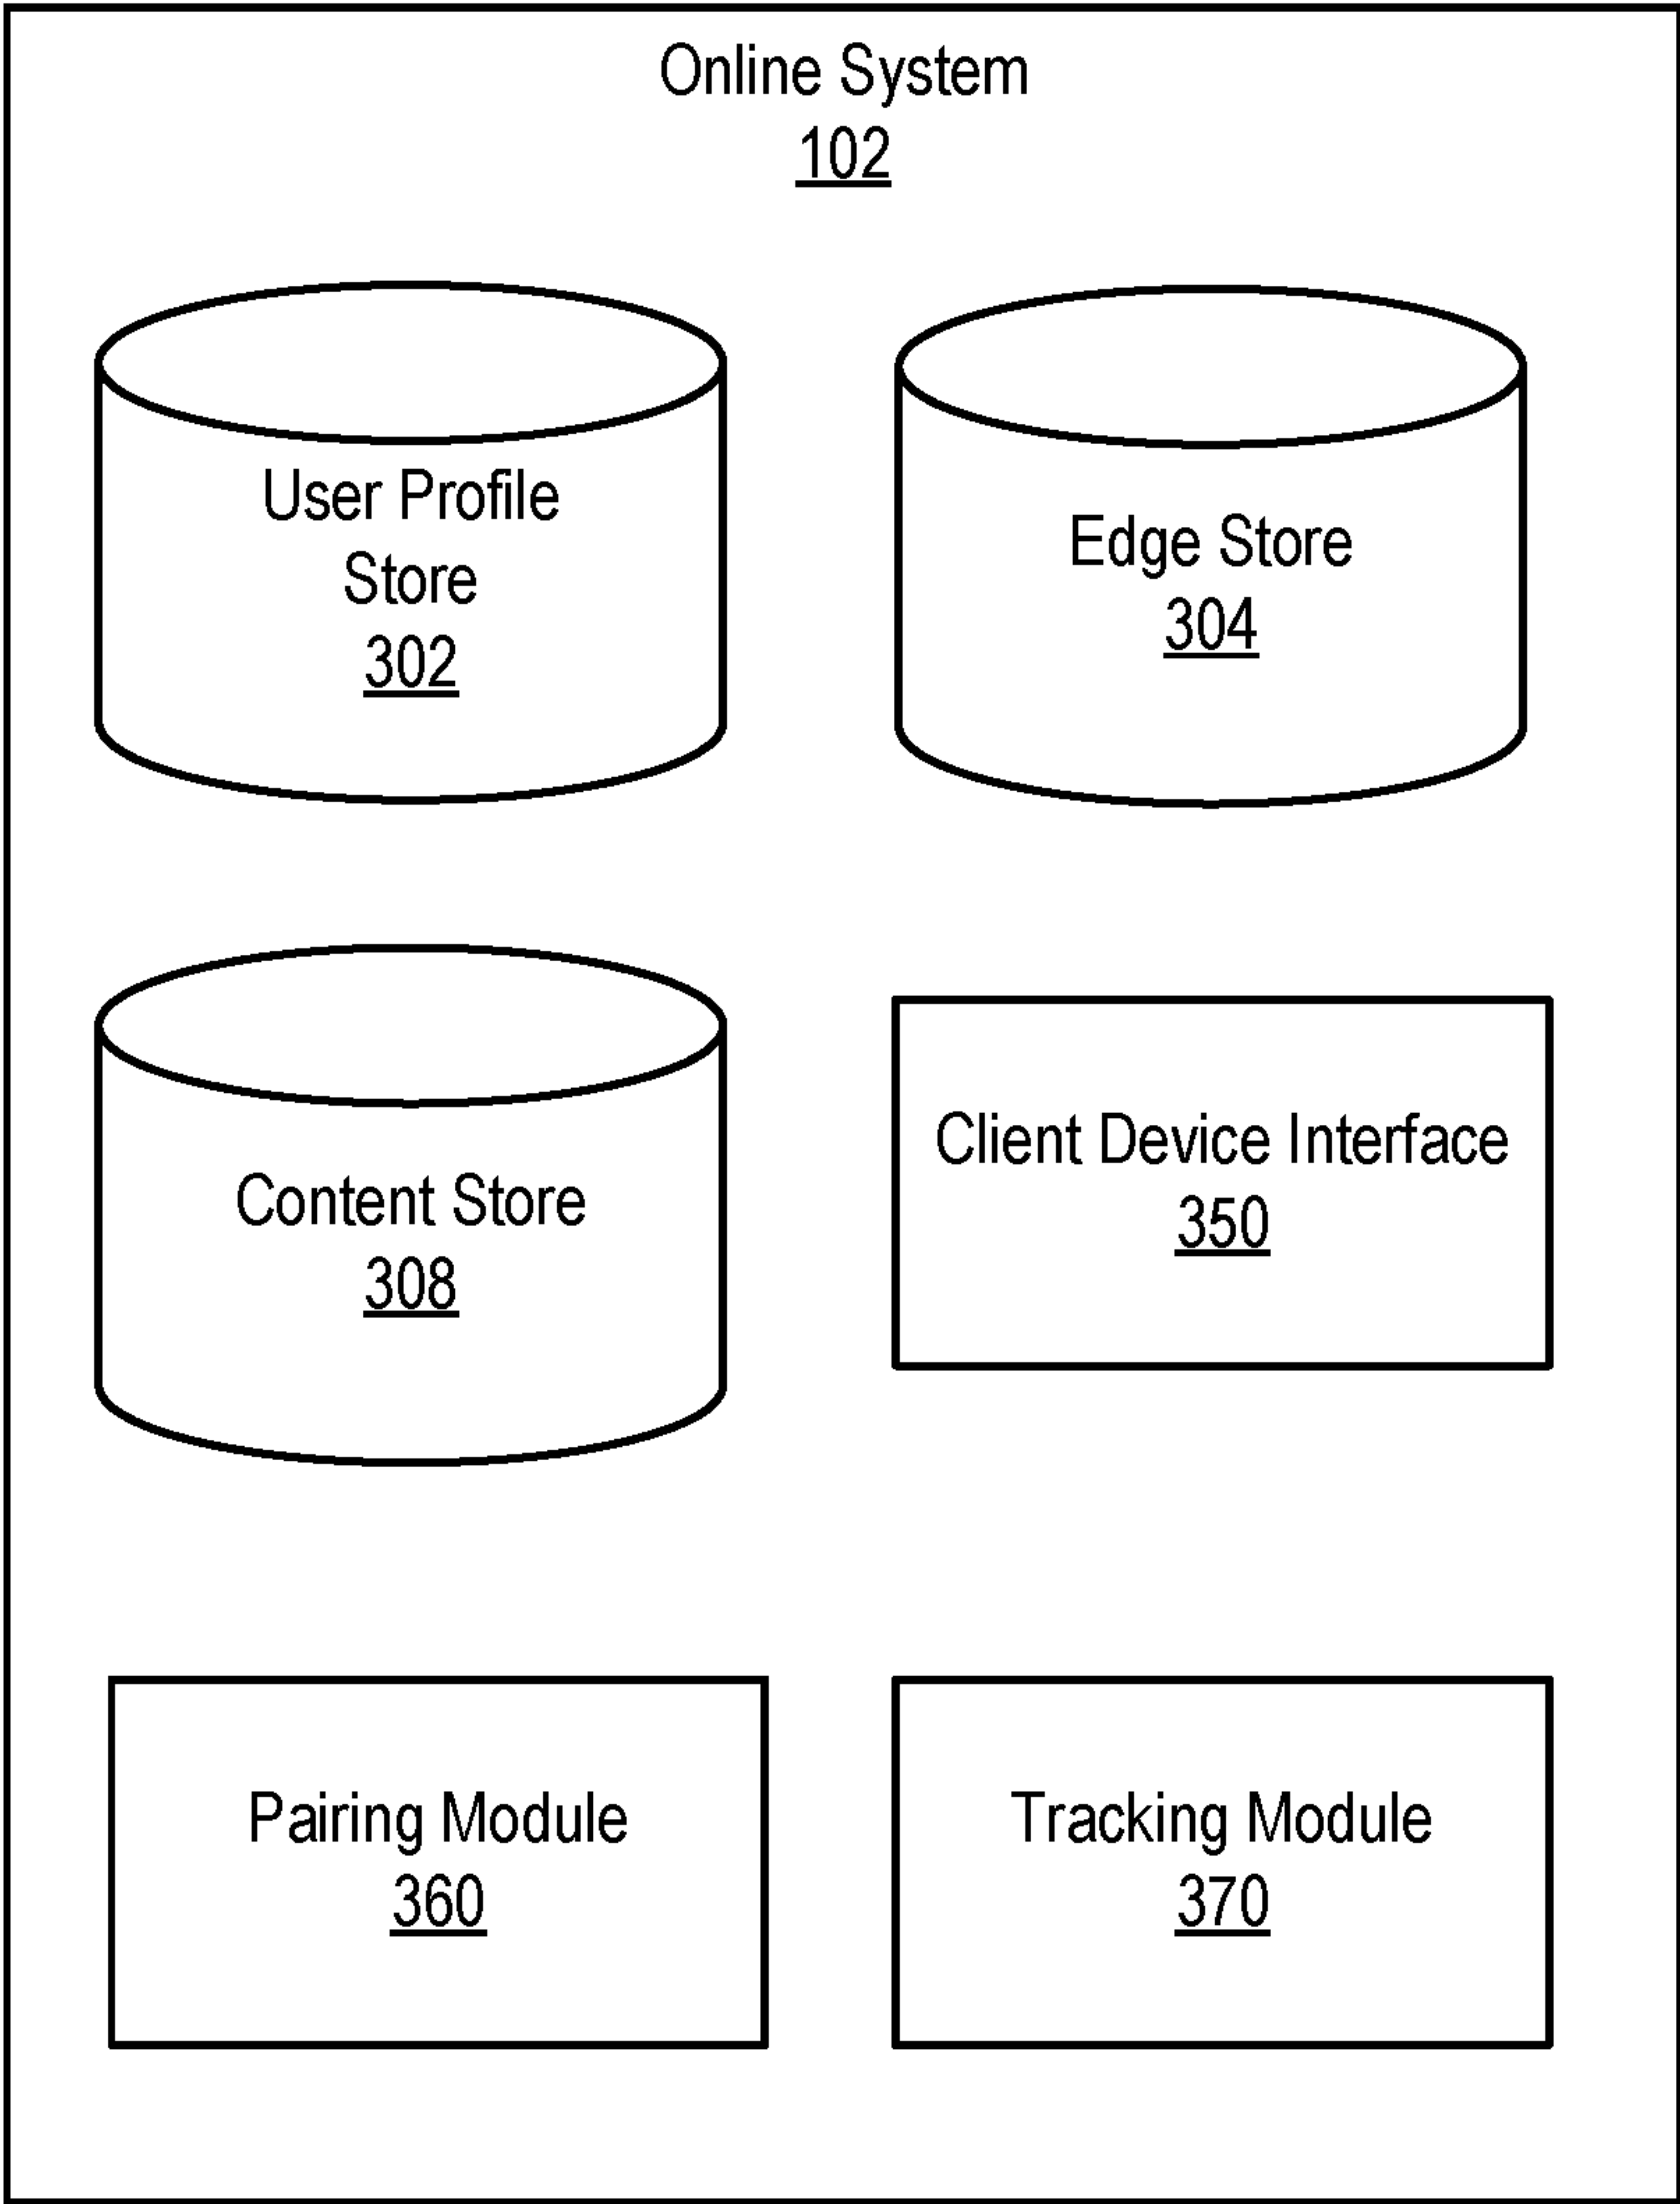 Online System
102
User Profile
Store
302
Edge Store
304
Content Store
308
Client Device Interface
350
Pairing Module
360
Tracking Module
370